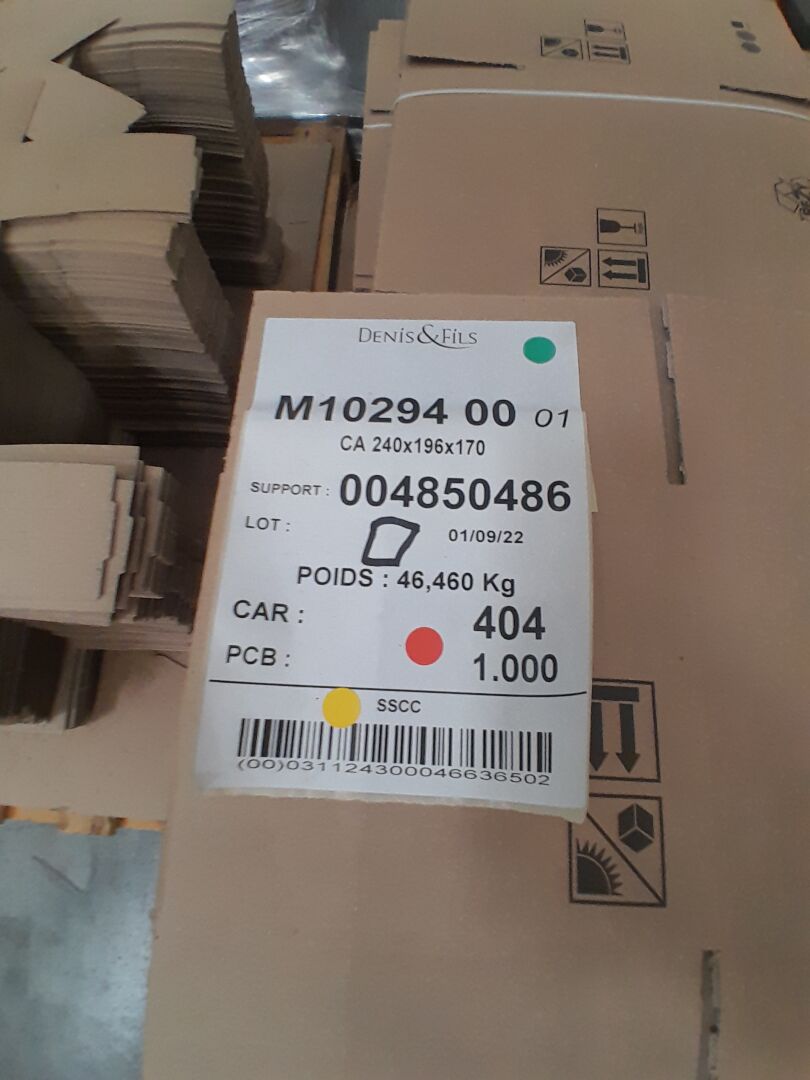 DENIS&FILS
M10294 00 01
CA 240x196x170
SUPPORT : 004850486
LOT : 01/09/22
POIDS : 46,460 Kg
CAR : 404
PCB : 1.000
SSCC
(00)031124300046636502